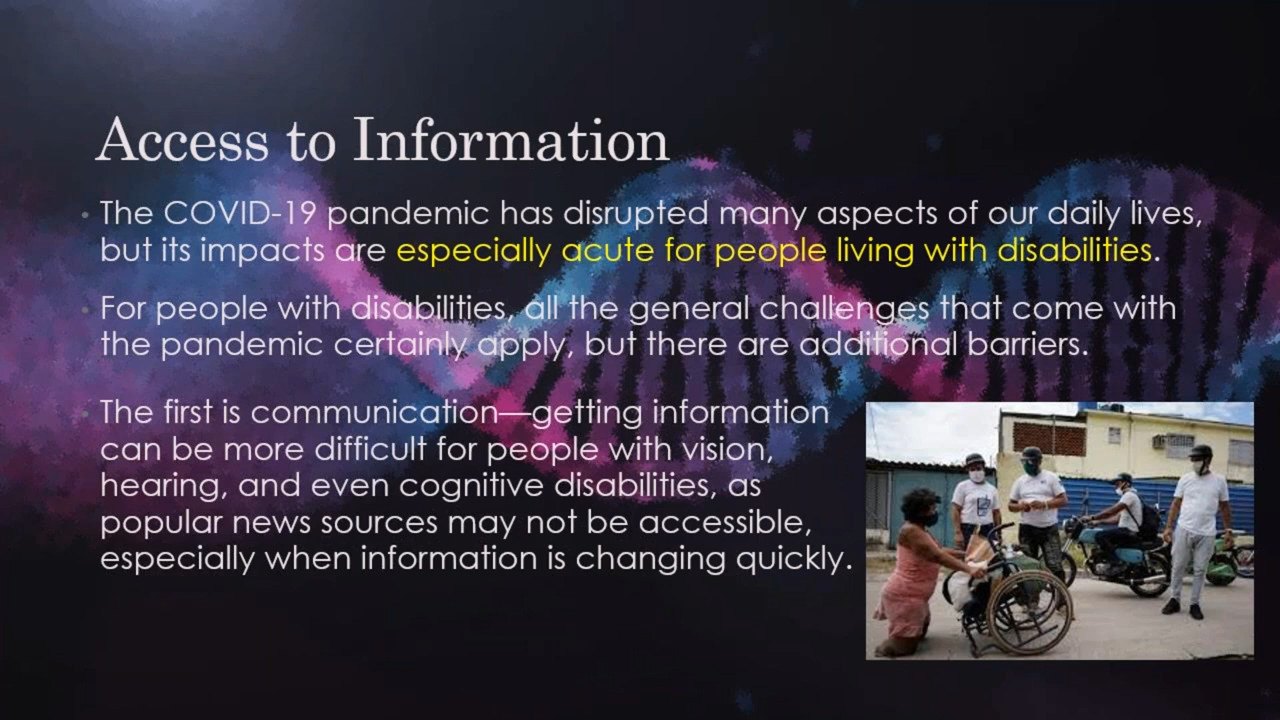 Access to Information
The COVID-19 pandemic has disrupted many aspects of our daily lives,
but its impacts are especially acute for people living with disabilities.
For people with disabilities, all the general challenges that come with
the pandemic certainly apply, but there are additional barriers.
The first is communication—getting information
can be more difficult for people with vision,
hearing, and even cognitive disabilities, as
popular news sources may not be accessible,
especially when information is changing quickly.